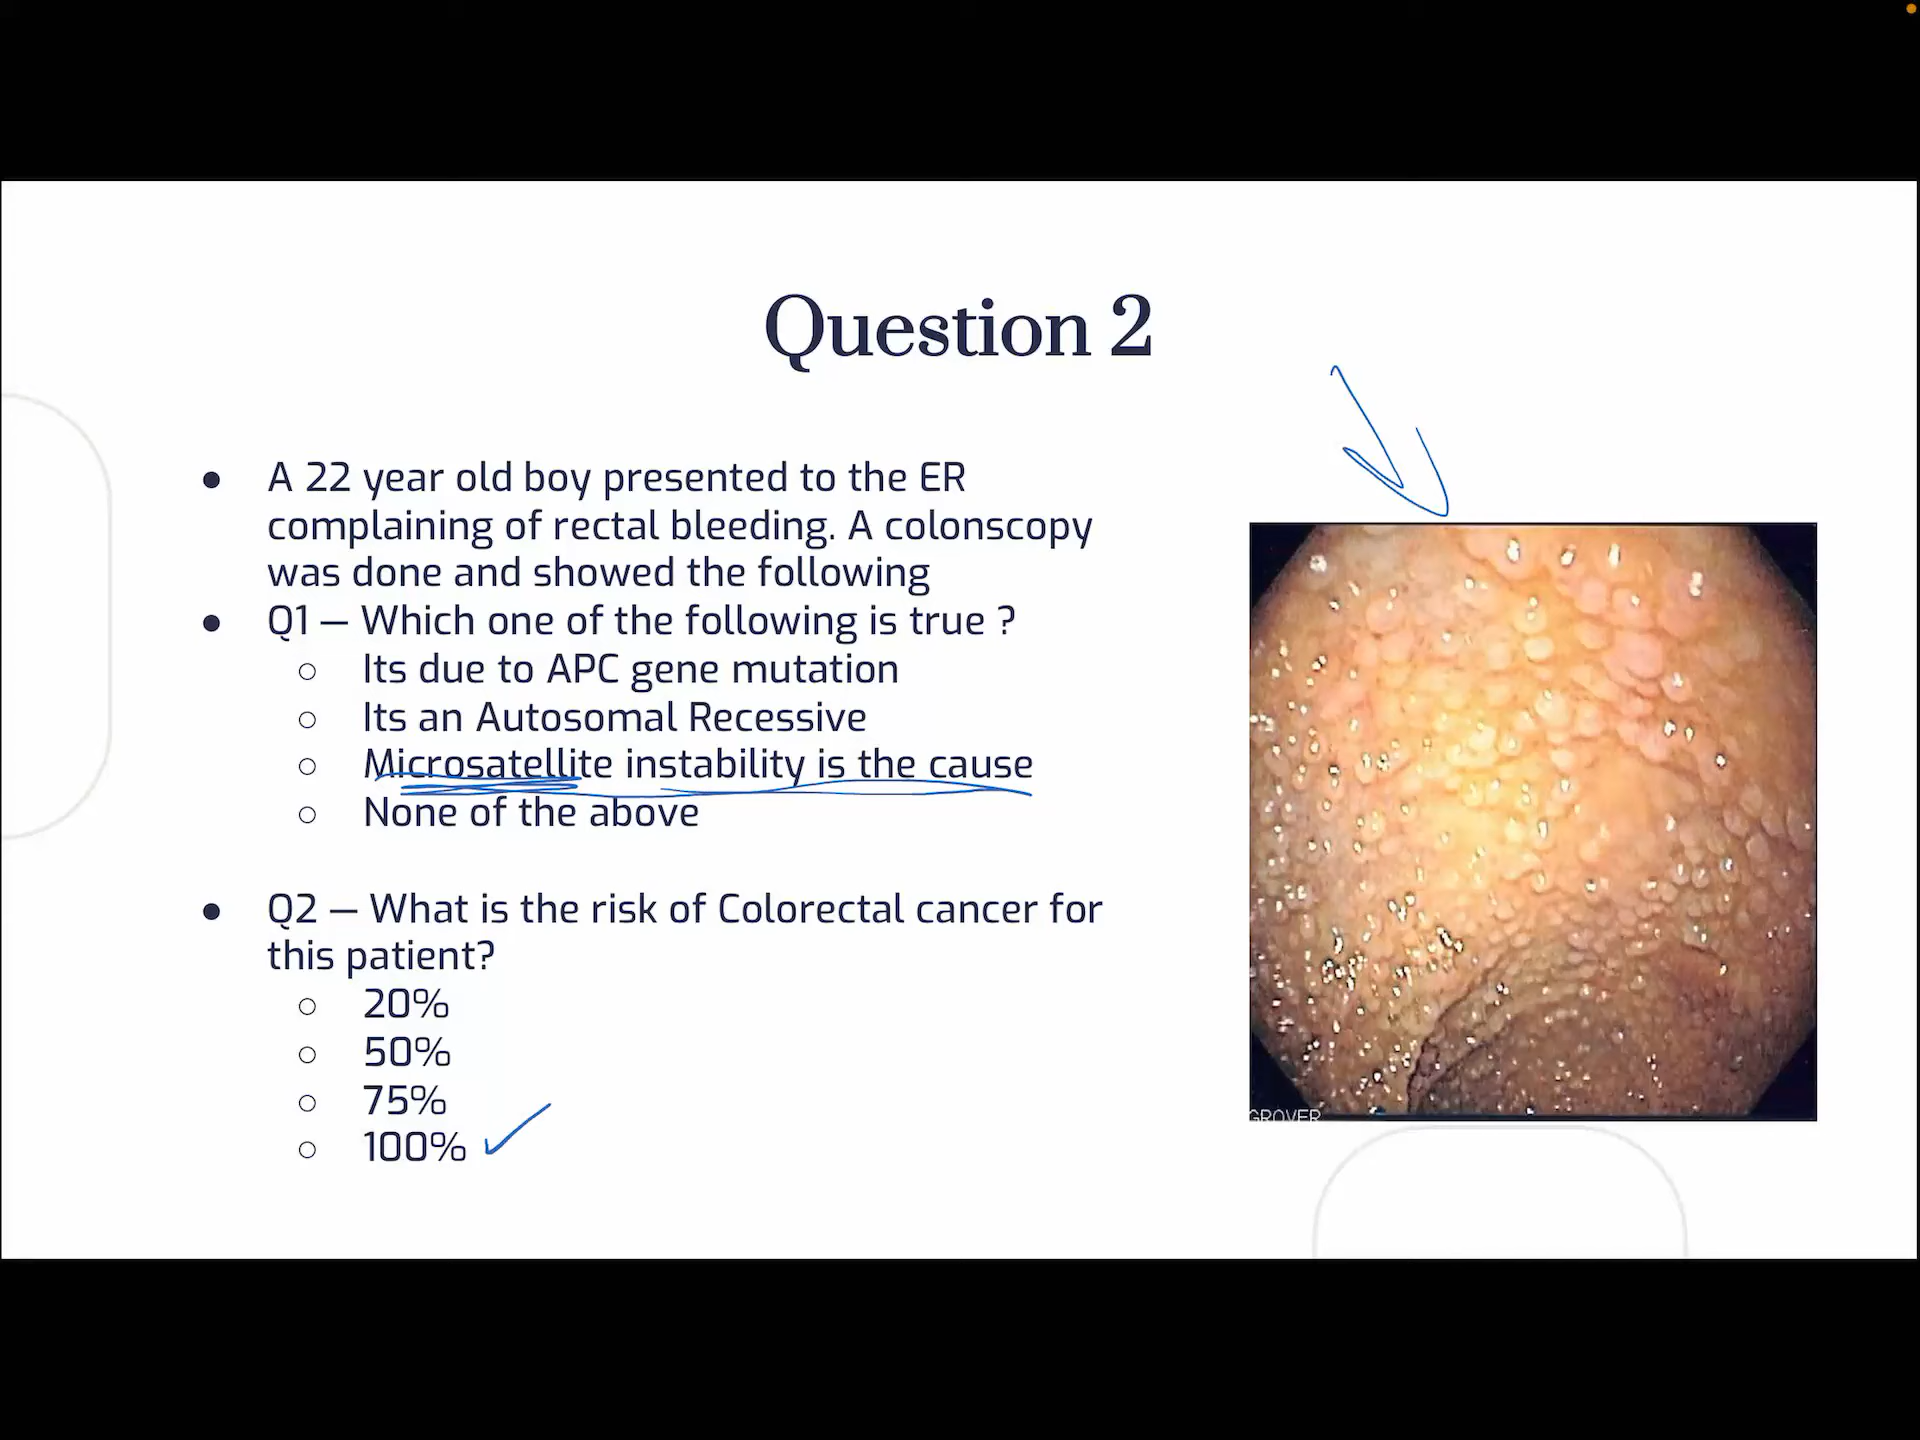 Question 2
● A 22 year old boy presented to the ER
complaining of rectal bleeding. A colonscopy
was done and showed the following
● Q1 — Which one of the following is true ?
○ Its due to APC gene mutation
○ Its an Autosomal Recessive
○ Microsatellite instability is the cause
○ None of the above
● Q2 — What is the risk of Colorectal cancer for
this patient?
○ 20%
○ 50%
○ 75%
○ 100%
GROVER